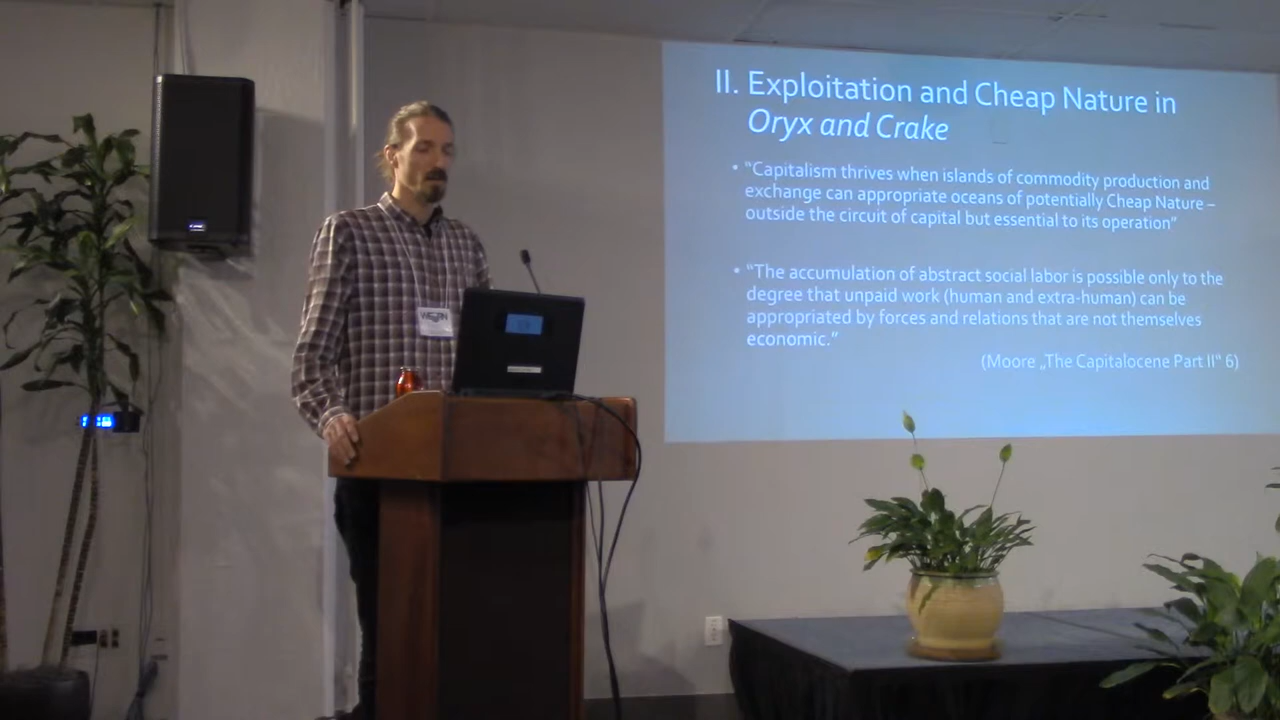 II. Exploitation and Cheap Nature in
Oryx and Crake
• “Capitalism thrives when islands of commodity production and
exchange can appropriate oceans of potentially Cheap Nature –
outside the circuit of capital but essential to its operation”
• “The accumulation of abstract social labor is possible only to the
degree that unpaid work (human and extra-human) can be
appropriated by forces and relations that are not themselves
economic.”
(Moore „The Capitalocene Part II“ 6)